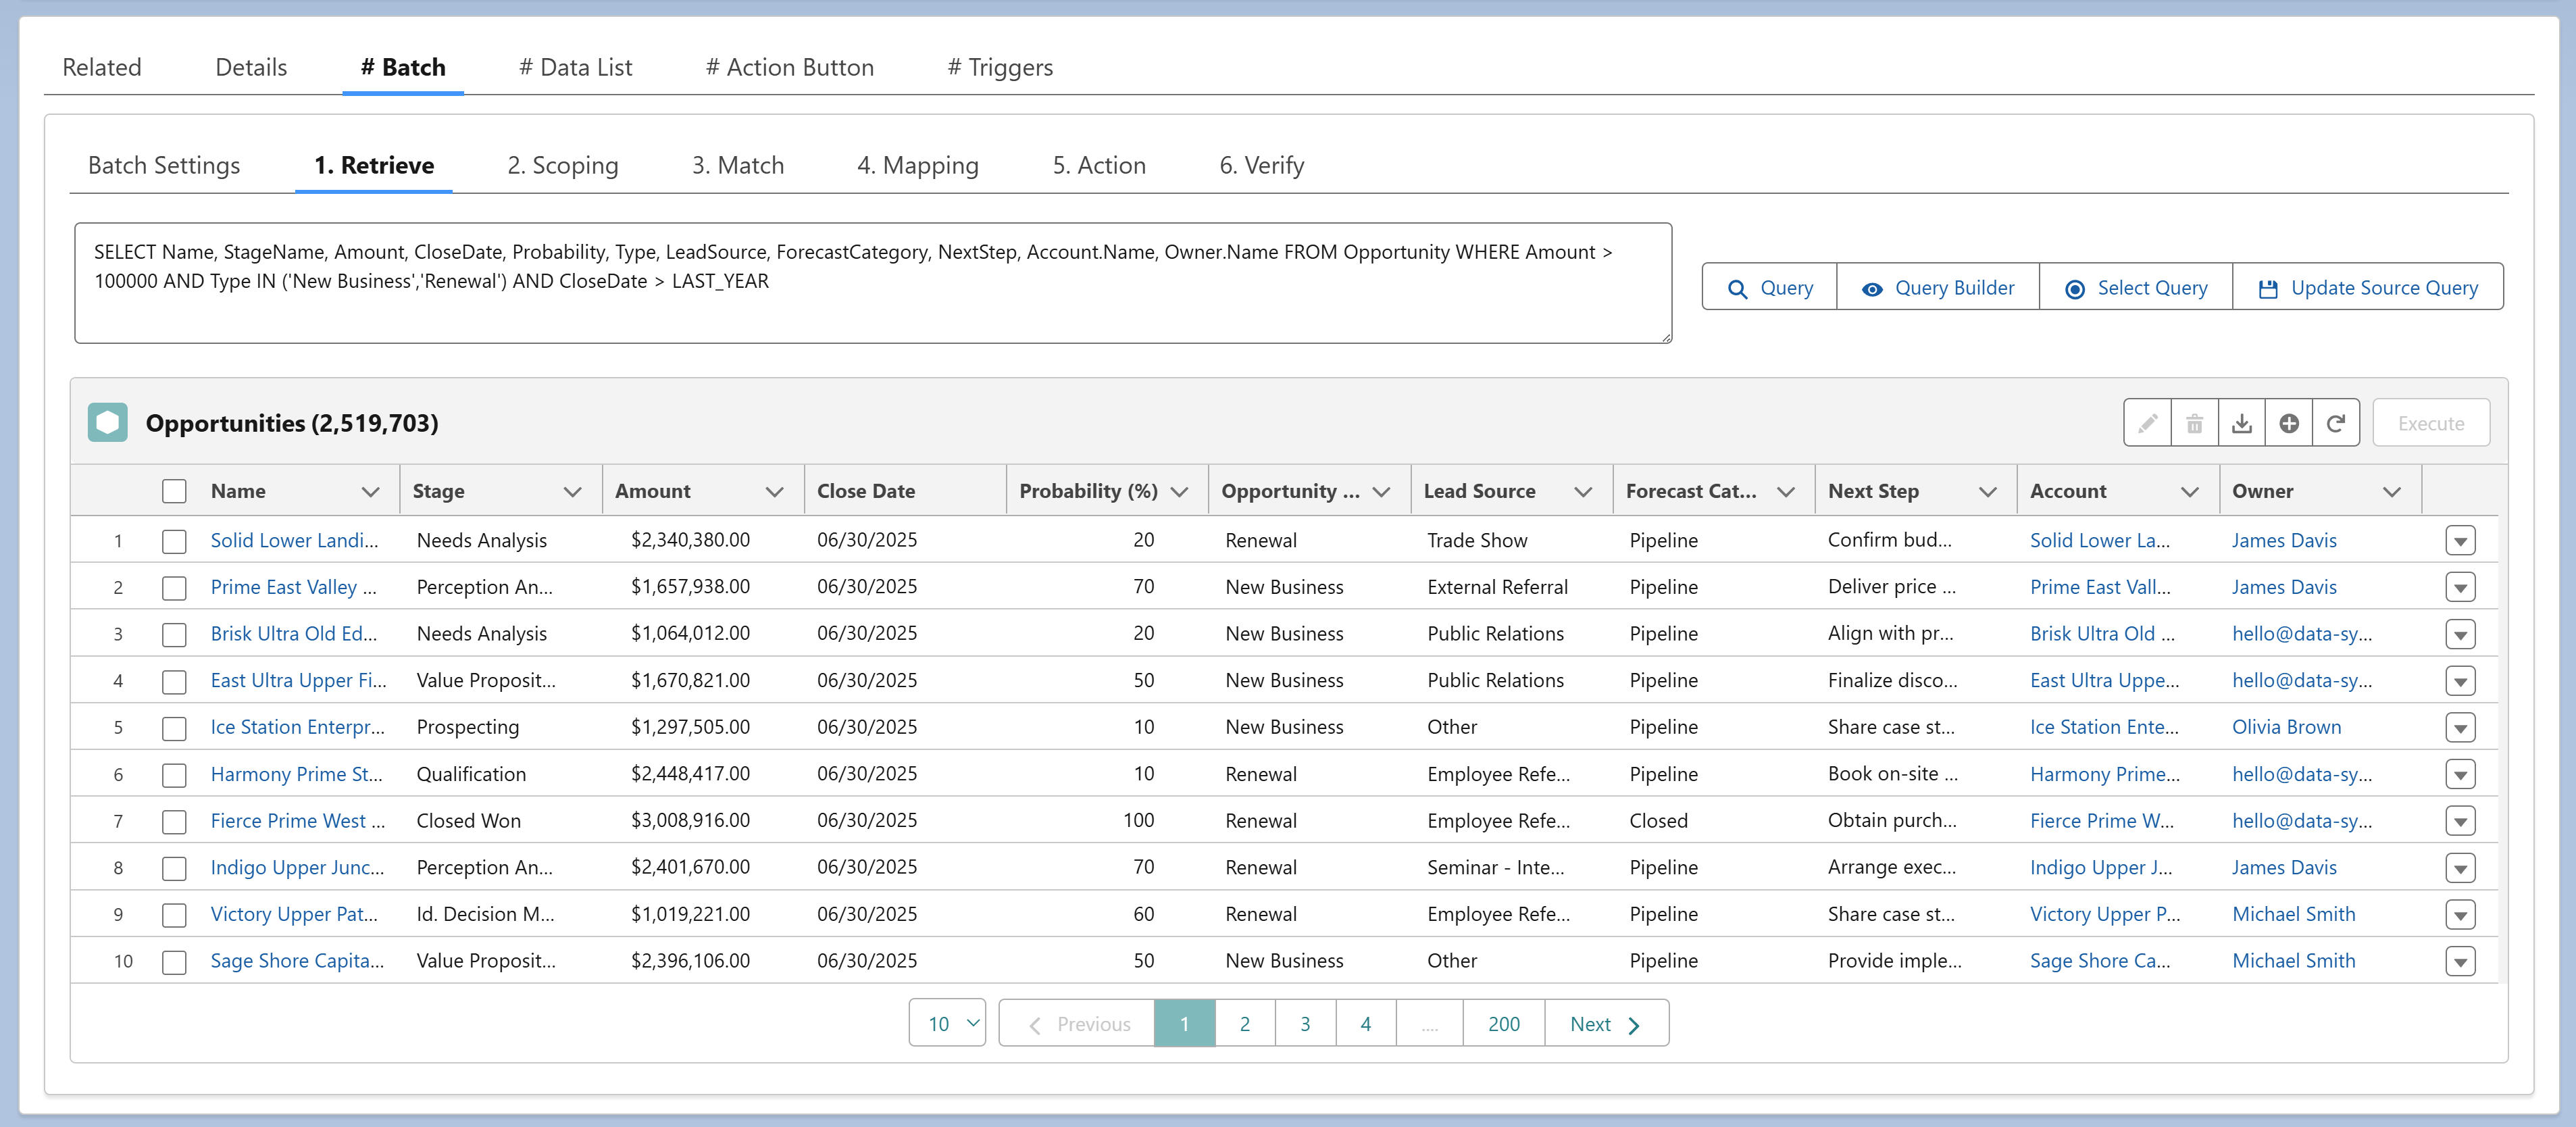 Related Details # Batch # Data List # Action Button # Triggers
Batch Settings 1. Retrieve 2. Scoping 3. Match 4. Mapping 5. Action 6. Verify
SELECT Name, StageName, Amount, CloseDate, Probability, Type, LeadSource, ForecastCategory, NextStep, Account.Name, Owner.Name FROM Opportunity WHERE Amount >
100000 AND Type IN ('New Business','Renewal') AND CloseDate > LAST_YEAR
Query Query Builder Select Query Update Source Query
Opportunities (2,519,703) Execute
Name Stage Amount Close Date Probability (%) Opportunity ... Lead Source Forecast Cat... Next Step Account Owner
1 Solid Lower Landi... Needs Analysis $2,340,380.00 06/30/2025 20 Renewal Trade Show Pipeline Confirm bud... Solid Lower La... James Davis
2 Prime East Valley ... Perception An... $1,657,938.00 06/30/2025 70 New Business External Referral Pipeline Deliver price ... Prime East Vall... James Davis
3 Brisk Ultra Old Ed... Needs Analysis $1,064,012.00 06/30/2025 20 New Business Public Relations Pipeline Align with pr... Brisk Ultra Old ... hello@data-sy...
4 East Ultra Upper Fi... Value Proposit... $1,670,821.00 06/30/2025 50 New Business Public Relations Pipeline Finalize disco... East Ultra Uppe... hello@data-sy...
5 Ice Station Enterpr... Prospecting $1,297,505.00 06/30/2025 10 New Business Other Pipeline Share case st... Ice Station Ente... Olivia Brown
6 Harmony Prime St... Qualification $2,448,417.00 06/30/2025 10 Renewal Employee Refe... Pipeline Book on-site ... Harmony Prime... hello@data-sy...
7 Fierce Prime West ... Closed Won $3,008,916.00 06/30/2025 100 Renewal Employee Refe... Closed Obtain purch... Fierce Prime W... hello@data-sy...
8 Indigo Upper Junc... Perception An... $2,401,670.00 06/30/2025 70 Renewal Seminar - Inte... Pipeline Arrange exec... Indigo Upper J... James Davis
9 Victory Upper Pat... Id. Decision M... $1,019,221.00 06/30/2025 60 Renewal Employee Refe... Pipeline Share case st... Victory Upper P... Michael Smith
10 Sage Shore Capita... Value Proposit... $2,396,106.00 06/30/2025 50 New Business Other Pipeline Provide imple... Sage Shore Ca... Michael Smith
10 Previous 1 2 3 4 .... 200 Next